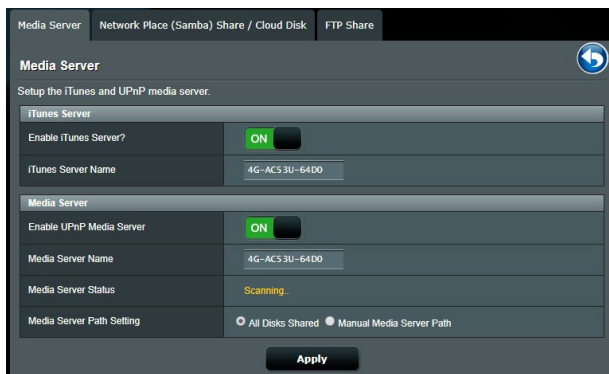 Media Server
Network Place (Samba) Share / Cloud Disk
FTP Share
Media Server
Setup the iTunes and UPnP media server.
iTunes Server
Enable iTunes Server?
ON
iTunes Server Name
4G-AC53U-64D0
Media Server
Enable UPnP Media Server
ON
Media Server Name
4G-AC53U-64D0
Media Server Status
Scanning..
Media Server Path Setting
All Disks Shared Manual Media Server Path
Apply